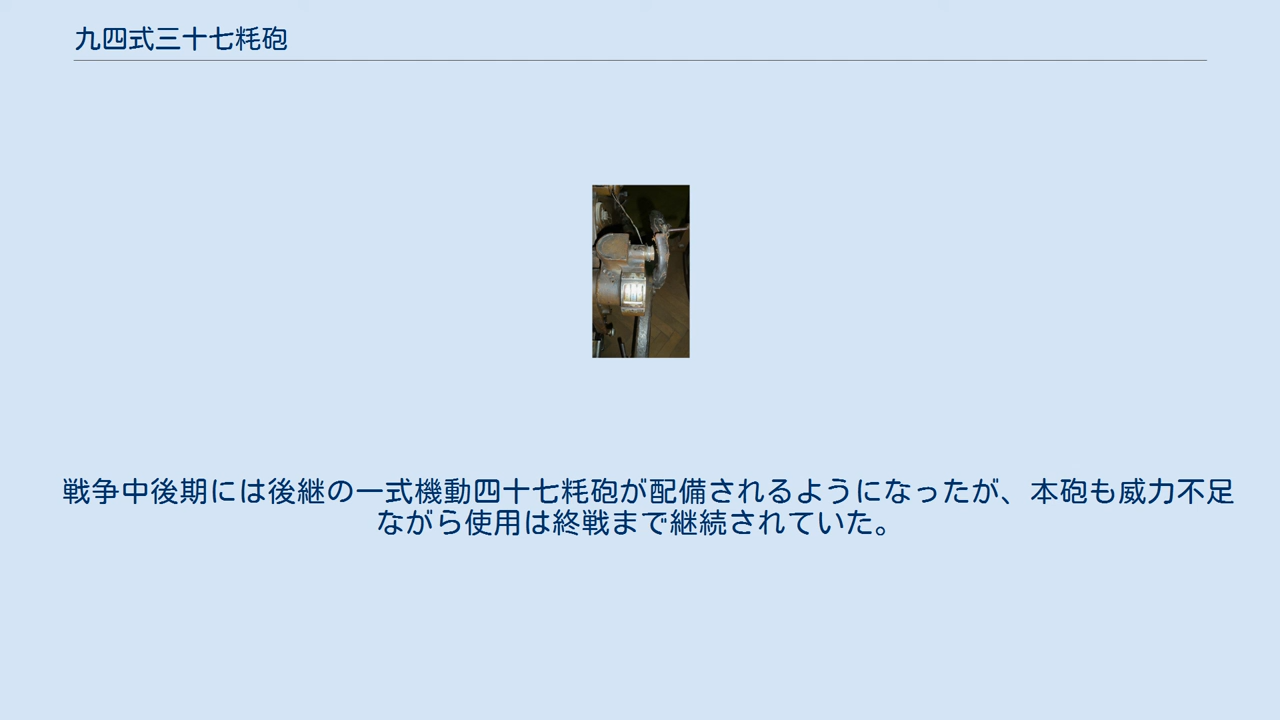 九四式三十七粍砲
戦争中後期には後継の一式機動四十七粍砲が配備されるようになったが、本砲も威力不足
ながら使用は終戦まで継続されていた。